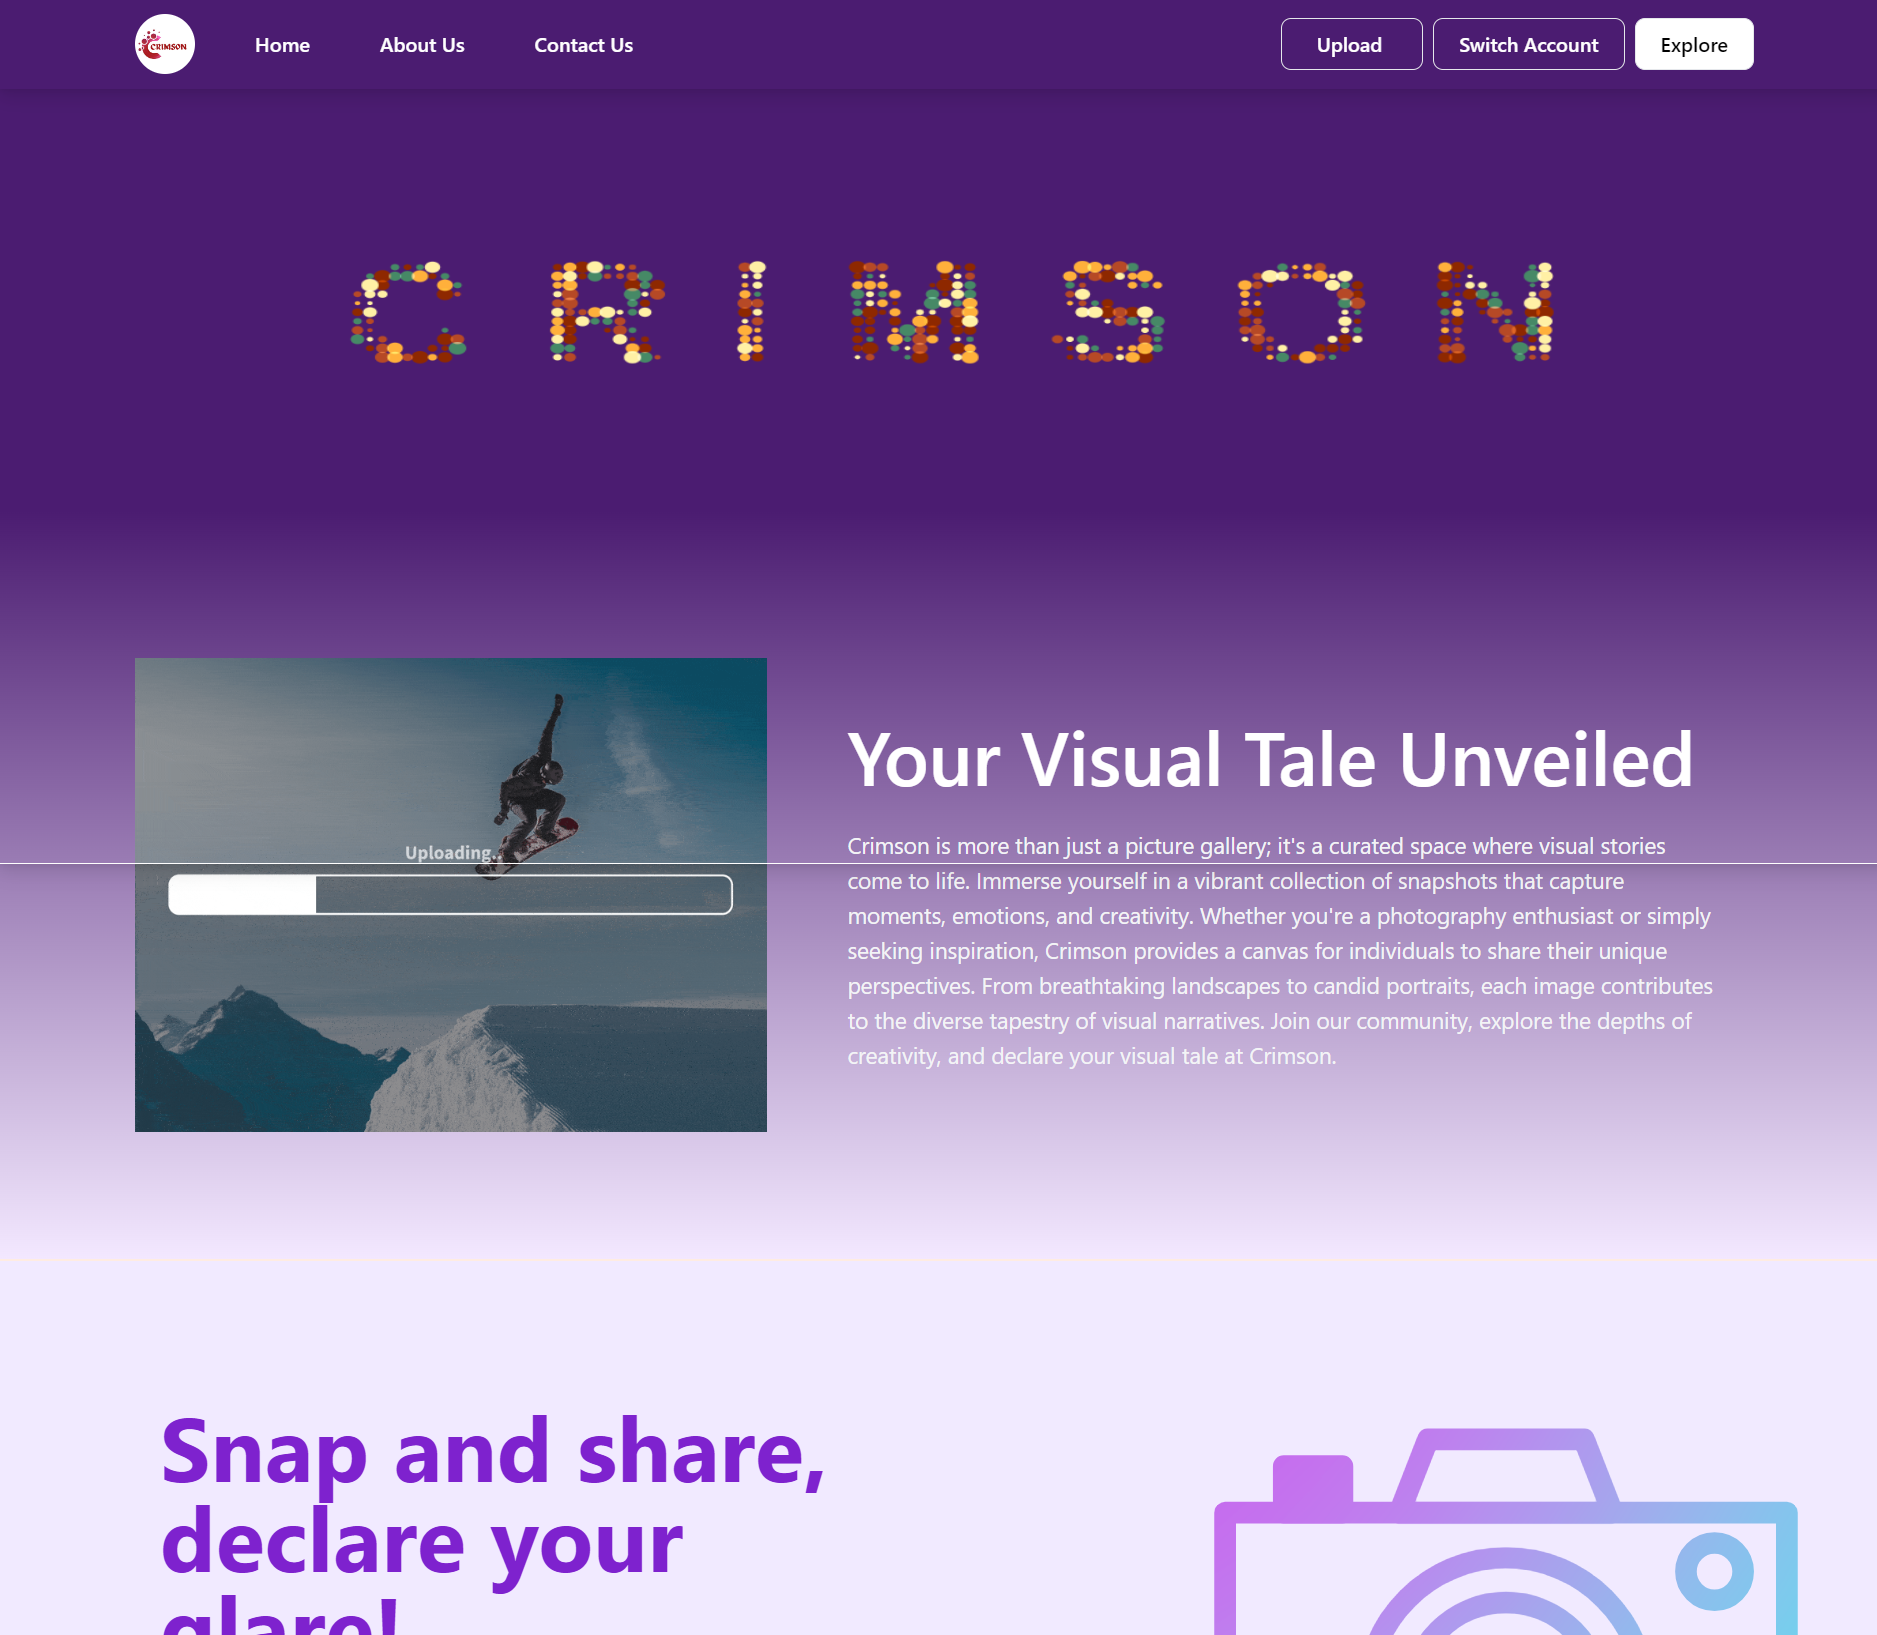 CRIMSON
Home
About Us
Contact Us
Upload
Switch Account
Explore
CRIMSON
Uploading..
Your Visual Tale Unveiled
Crimson is more than just a picture gallery; it's a curated space where visual stories
come to life. Immerse yourself in a vibrant collection of snapshots that capture
moments, emotions, and creativity. Whether you're a photography enthusiast or simply
seeking inspiration, Crimson provides a canvas for individuals to share their unique
perspectives. From breathtaking landscapes to candid portraits, each image contributes
to the diverse tapestry of visual narratives. Join our community, explore the depths of
creativity, and declare your visual tale at Crimson.
Snap and share,
declare your
glare!